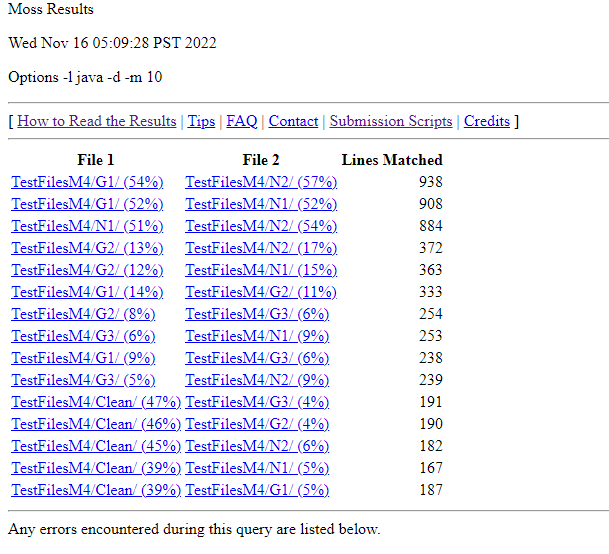 Moss Results
Wed Nov 16 05:09:28 PST 2022
Options -l java -d -m 10
[ How to Read the Results | Tips | FAQ | Contact | Submission Scripts | Credits ]
File 1 File 2 Lines Matched
TestFilesM4/G1/ (54%) TestFilesM4/N2/ (57%) 938
TestFilesM4/G1/ (52%) TestFilesM4/N1/ (52%) 908
TestFilesM4/N1/ (51%) TestFilesM4/N2/ (54%) 884
TestFilesM4/G2/ (13%) TestFilesM4/N2/ (17%) 372
TestFilesM4/G2/ (12%) TestFilesM4/N1/ (15%) 363
TestFilesM4/G1/ (14%) TestFilesM4/G2/ (11%) 333
TestFilesM4/G2/ (8%) TestFilesM4/G3/ (6%) 254
TestFilesM4/G3/ (6%) TestFilesM4/N1/ (9%) 253
TestFilesM4/G1/ (9%) TestFilesM4/G3/ (6%) 238
TestFilesM4/G3/ (5%) TestFilesM4/N2/ (9%) 239
TestFilesM4/Clean/ (47%) TestFilesM4/G3/ (4%) 191
TestFilesM4/Clean/ (46%) TestFilesM4/G2/ (4%) 190
TestFilesM4/Clean/ (45%) TestFilesM4/N2/ (6%) 182
TestFilesM4/Clean/ (39%) TestFilesM4/N1/ (5%) 167
TestFilesM4/Clean/ (39%) TestFilesM4/G1/ (5%) 187
Any errors encountered during this query are listed below.